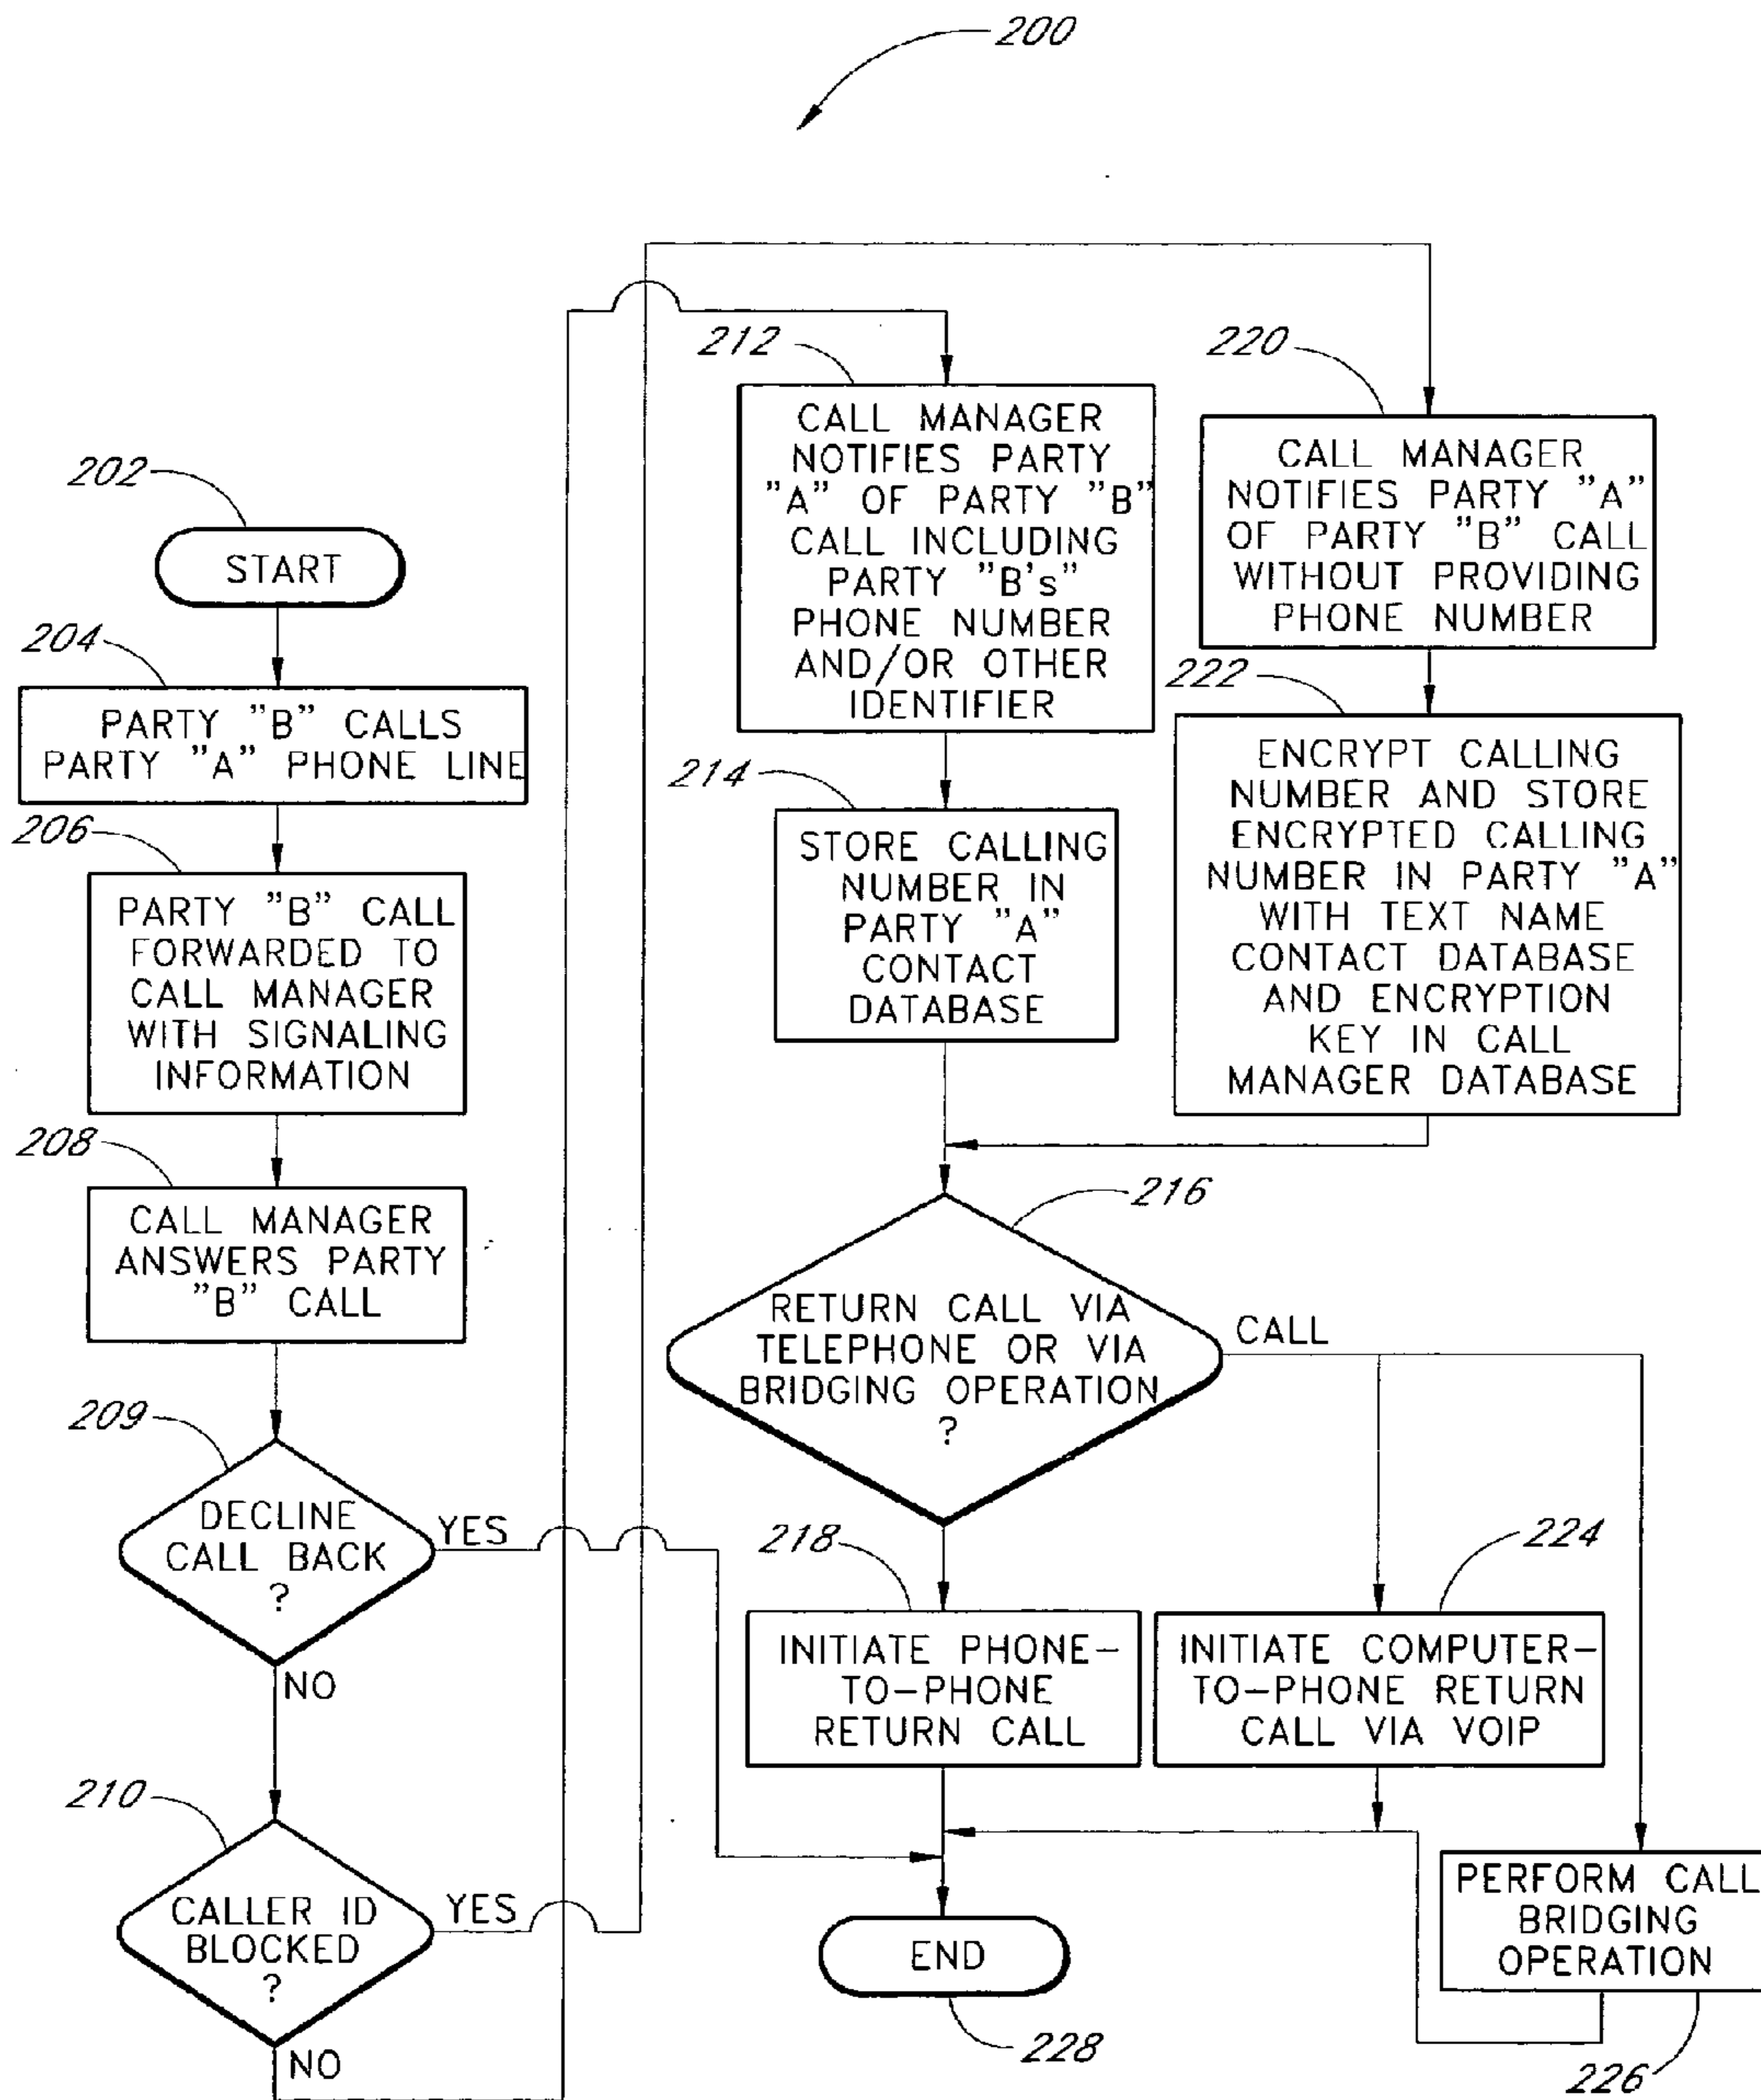 200
202
START
204
PARTY "B" CALLS
PARTY "A" PHONE LINE
206
PARTY "B" CALL
FORWARDED TO
CALL MANAGER
WITH SIGNALING
INFORMATION
208
CALL MANAGER
ANSWERS PARTY
"B" CALL
209
DECLINE
CALL BACK
?
YES
NO
210
CALLER ID
BLOCKED
?
YES
NO
212
CALL MANAGER
NOTIFIES PARTY
"A" OF PARTY "B"
CALL INCLUDING
PARTY "B's"
PHONE NUMBER
AND/OR OTHER
IDENTIFIER
214
STORE CALLING
NUMBER IN
PARTY "A"
CONTACT
DATABASE
220
CALL MANAGER
NOTIFIES PARTY "A"
OF PARTY "B" CALL
WITHOUT PROVIDING
PHONE NUMBER
222
ENCRYPT CALLING
NUMBER AND STORE
ENCRYPTED CALLING
NUMBER IN PARTY "A"
WITH TEXT NAME
CONTACT DATABASE
AND ENCRYPTION
KEY IN CALL
MANAGER DATABASE
216
RETURN CALL VIA
TELEPHONE OR VIA
BRIDGING OPERATION
?
CALL
218
INITIATE PHONE-
TO-PHONE
RETURN CALL
224
INITIATE COMPUTER-
TO-PHONE RETURN
CALL VIA VOIP
PERFORM CALL
BRIDGING
OPERATION
226
END
228